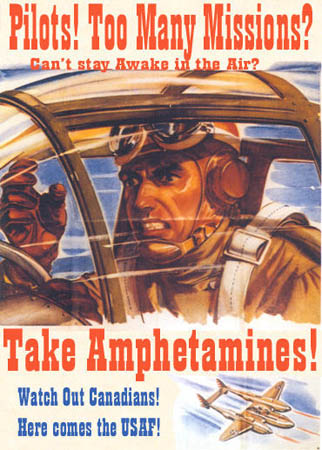 Pilots! Too Many Missions?
Can't stay Awake in the Air?
Take Amphetamines!
Watch Out Canadians!
Here comes the USAF!